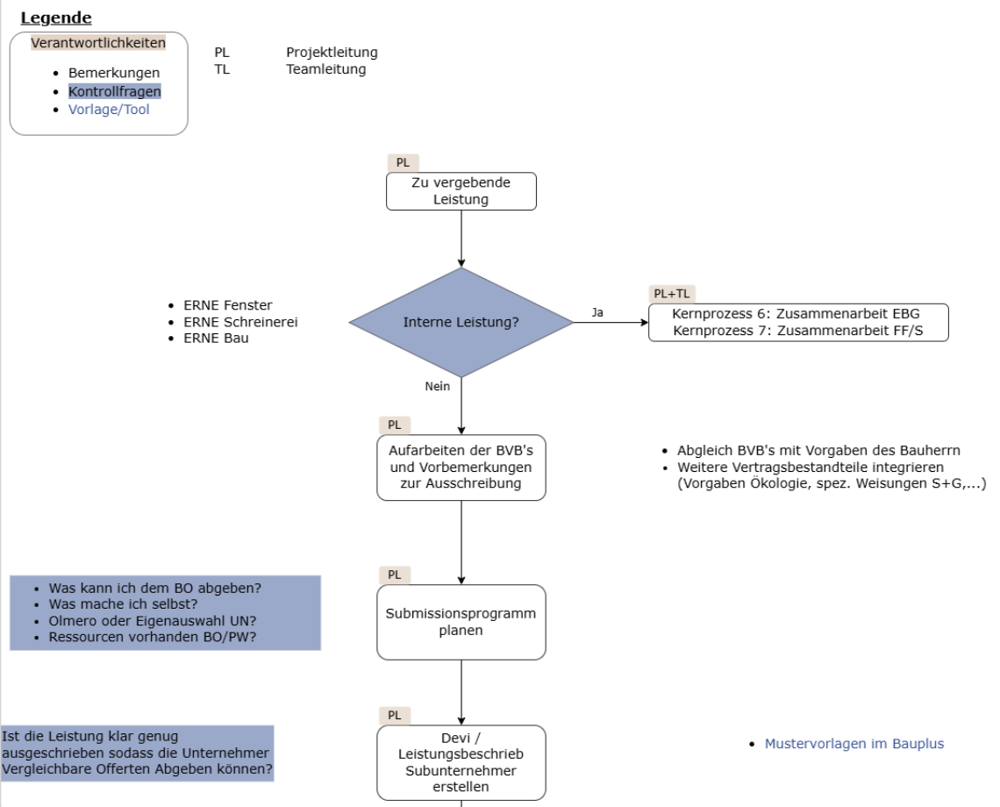 Legende
Verantwortlichkeiten
Bemerkungen
Kontrollfragen
Vorlage/Tool
PL Projektleitung
TL Teamleitung
PL
Zu vergebende
Leistung
ERNE Fenster
ERNE Schreinerei
ERNE Bau
Interne Leistung?
Ja
PL+TL
Kernprozess 6: Zusammenarbeit EBG
Kernprozess 7: Zusammenarbeit FF/S
Nein
PL
Aufarbeiten der BVB's
und Vorbemerkungen
zur Ausschreibung
Abgleich BVB's mit Vorgaben des Bauherrn
Weitere Vertragsbestandteile integrieren
(Vorgaben Ökologie, spez. Weisungen S+G,...)
Was kann ich dem BO abgeben?
Was mache ich selbst?
Olmero oder Eigenauswahl UN?
Ressourcen vorhanden BO/PW?
PL
Submissionsprogramm
planen
Ist die Leistung klar genug
ausgeschrieben sodass die Unternehmer
Vergleichbare Offerten Abgeben können?
PL
Devi /
Leistungsbeschrieb
Subunternehmer
erstellen
Mustervorlagen im Bauplus